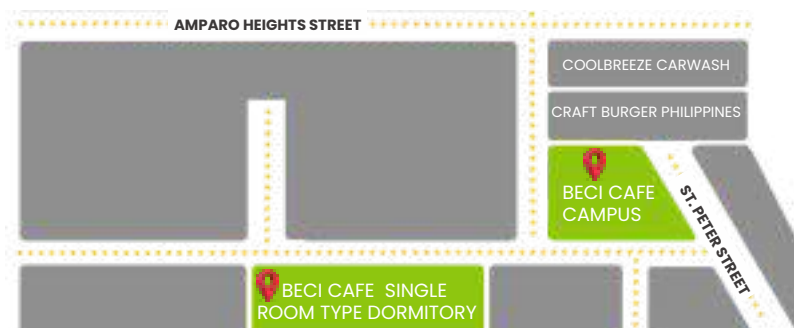 AMPARO HEIGHTS STREET
COOLBREEZE CARWASH
CRAFT BURGER PHILIPPINES
BECI CAFE
CAMPUS
ST. PETER STREET
BECI CAFE SINGLE
ROOM TYPE DORMITORY